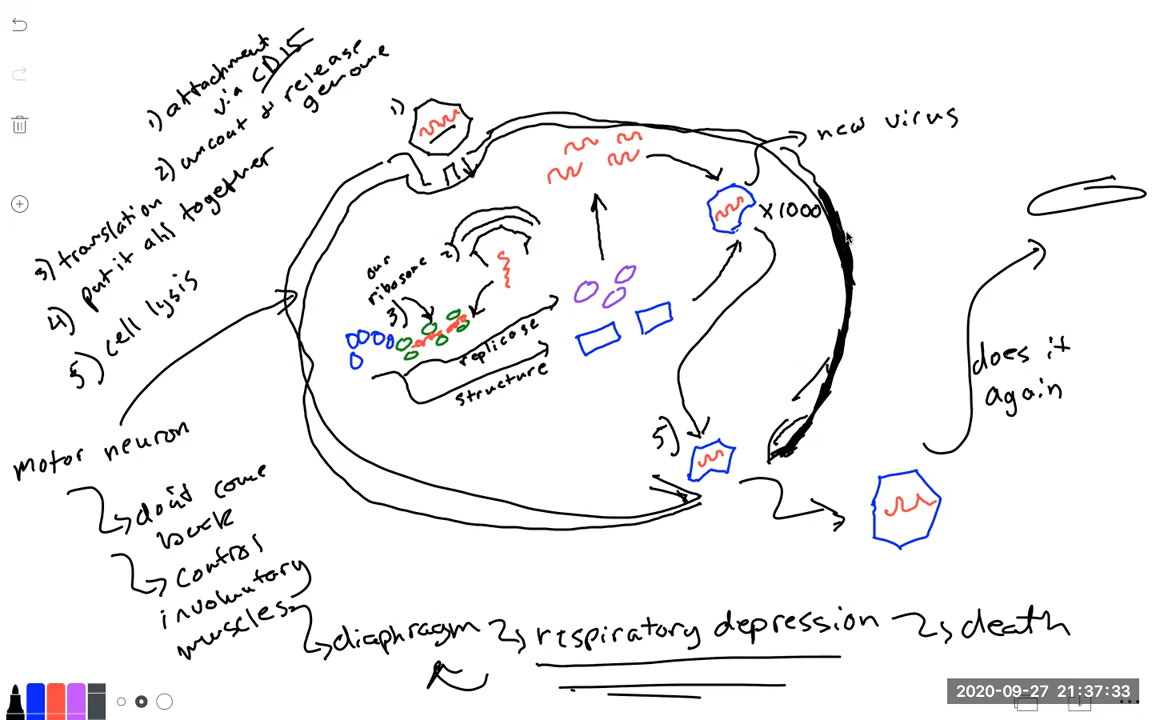 1) attachment
via CD15
2) uncoat & release
genome
3) translation
4) put it all together
5) cell lysis
1)
new virus
X1000
2)
our
ribosome
3)
replicase
structure
5)
does it
again
motor neuron
don't come
back
control
involuntary
muscles
diaphragm
respiratory depression
death
2020-09-27 21:37:33